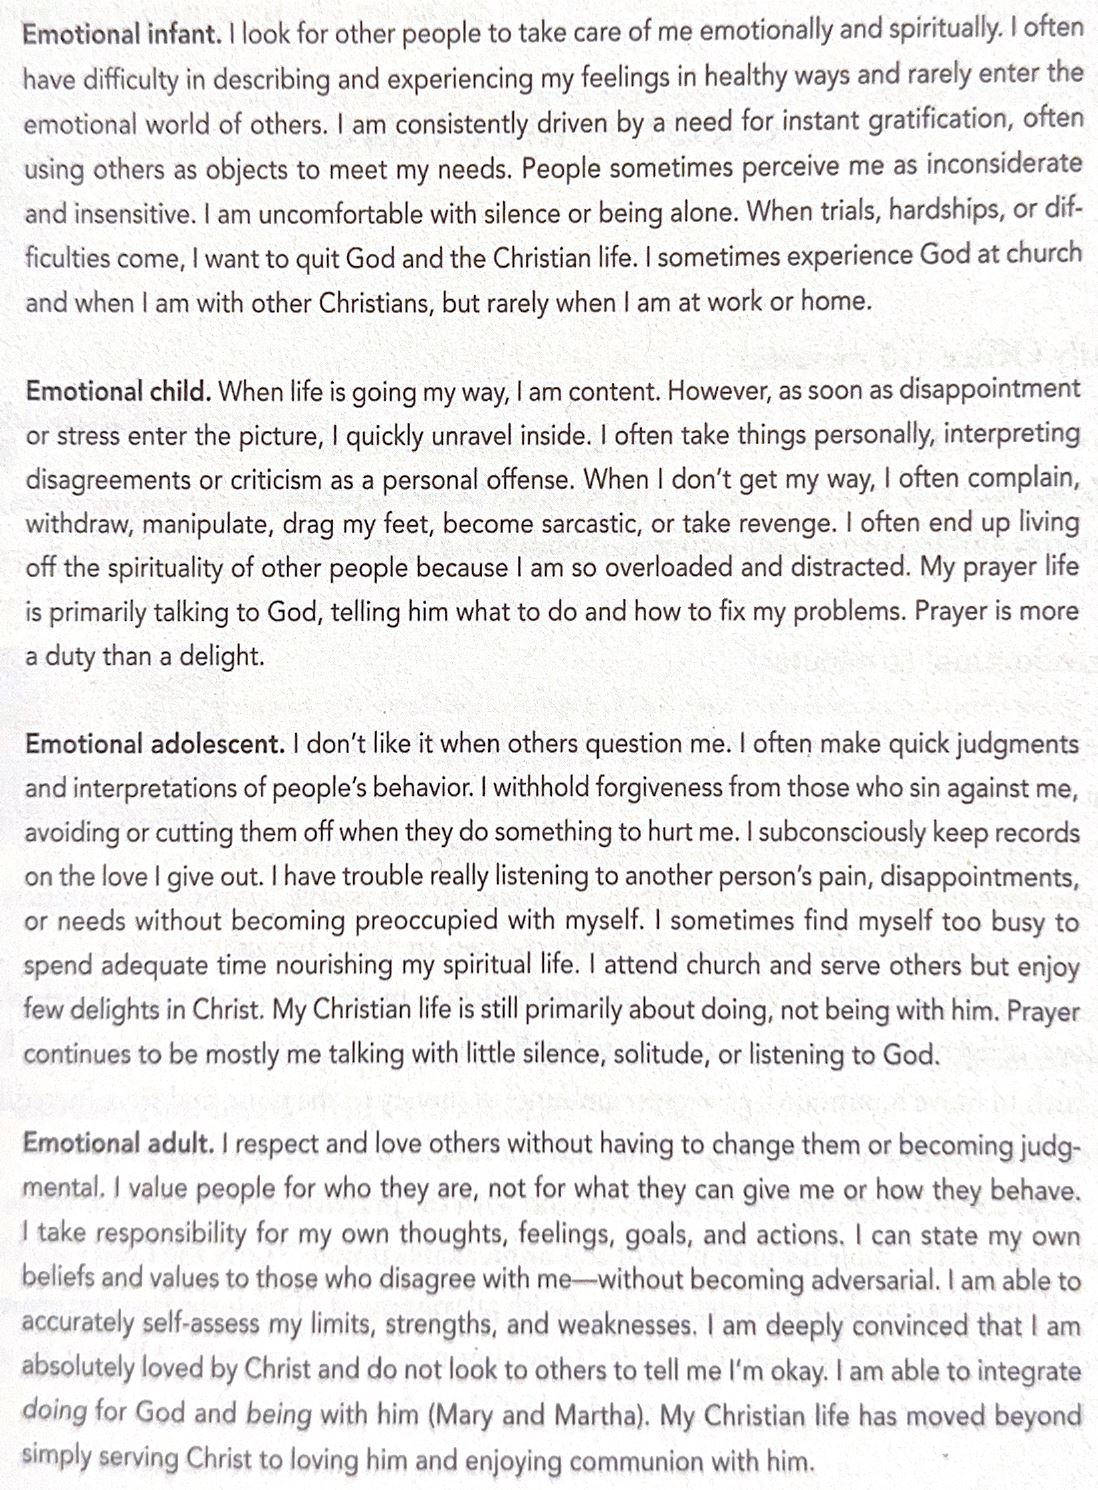 Emotional infant. I look for other people to take care of me emotionally and spiritually. I often
have difficulty in describing and experiencing my feelings in healthy ways and rarely enter the
emotional world of others. I am consistently driven by a need for instant gratification, often
using others as objects to meet my needs. People sometimes perceive me as inconsiderate
and insensitive. I am uncomfortable with silence or being alone. When trials, hardships, or dif-
ficulties come, I want to quit God and the Christian life. I sometimes experience God at church
and when I am with other Christians, but rarely when I am at work or home.
Emotional child. When life is going my way, I am content. However, as soon as disappointment
or stress enter the picture, I quickly unravel inside. I often take things personally, interpreting
disagreements or criticism as a personal offense. When I don't get my way, I often complain,
withdraw, manipulate, drag my feet, become sarcastic, or take revenge. I often end up living
off the spirituality of other people because I am so overloaded and distracted. My prayer life
is primarily talking to God, telling him what to do and how to fix my problems. Prayer is more
a duty than a delight.
Emotional adolescent. I don't like it when others question me. I often make quick judgments
and interpretations of people's behavior. I withhold forgiveness from those who sin against me,
avoiding or cutting them off when they do something to hurt me. I subconsciously keep records
on the love I give out. I have trouble really listening to another person's pain, disappointments,
or needs without becoming preoccupied with myself. I sometimes find myself too busy to
spend adequate time nourishing my spiritual life. I attend church and serve others but enjoy
few delights in Christ. My Christian life is still primarily about doing, not being with him. Prayer
continues to be mostly me talking with little silence, solitude, or listening to God.
Emotional adult. I respect and love others without having to change them or becoming judg-
mental. I value people for who they are, not for what they can give me or how they behave.
I take responsibility for my own thoughts, feelings, goals, and actions. I can state my own
beliefs and values to those who disagree with me—without becoming adversarial. I am able to
accurately self-assess my limits, strengths, and weaknesses. I am deeply convinced that I am
absolutely loved by Christ and do not look to others to tell me I'm okay. I am able to integrate
doing for God and being with him (Mary and Martha). My Christian life has moved beyond
simply serving Christ to loving him and enjoying communion with him.